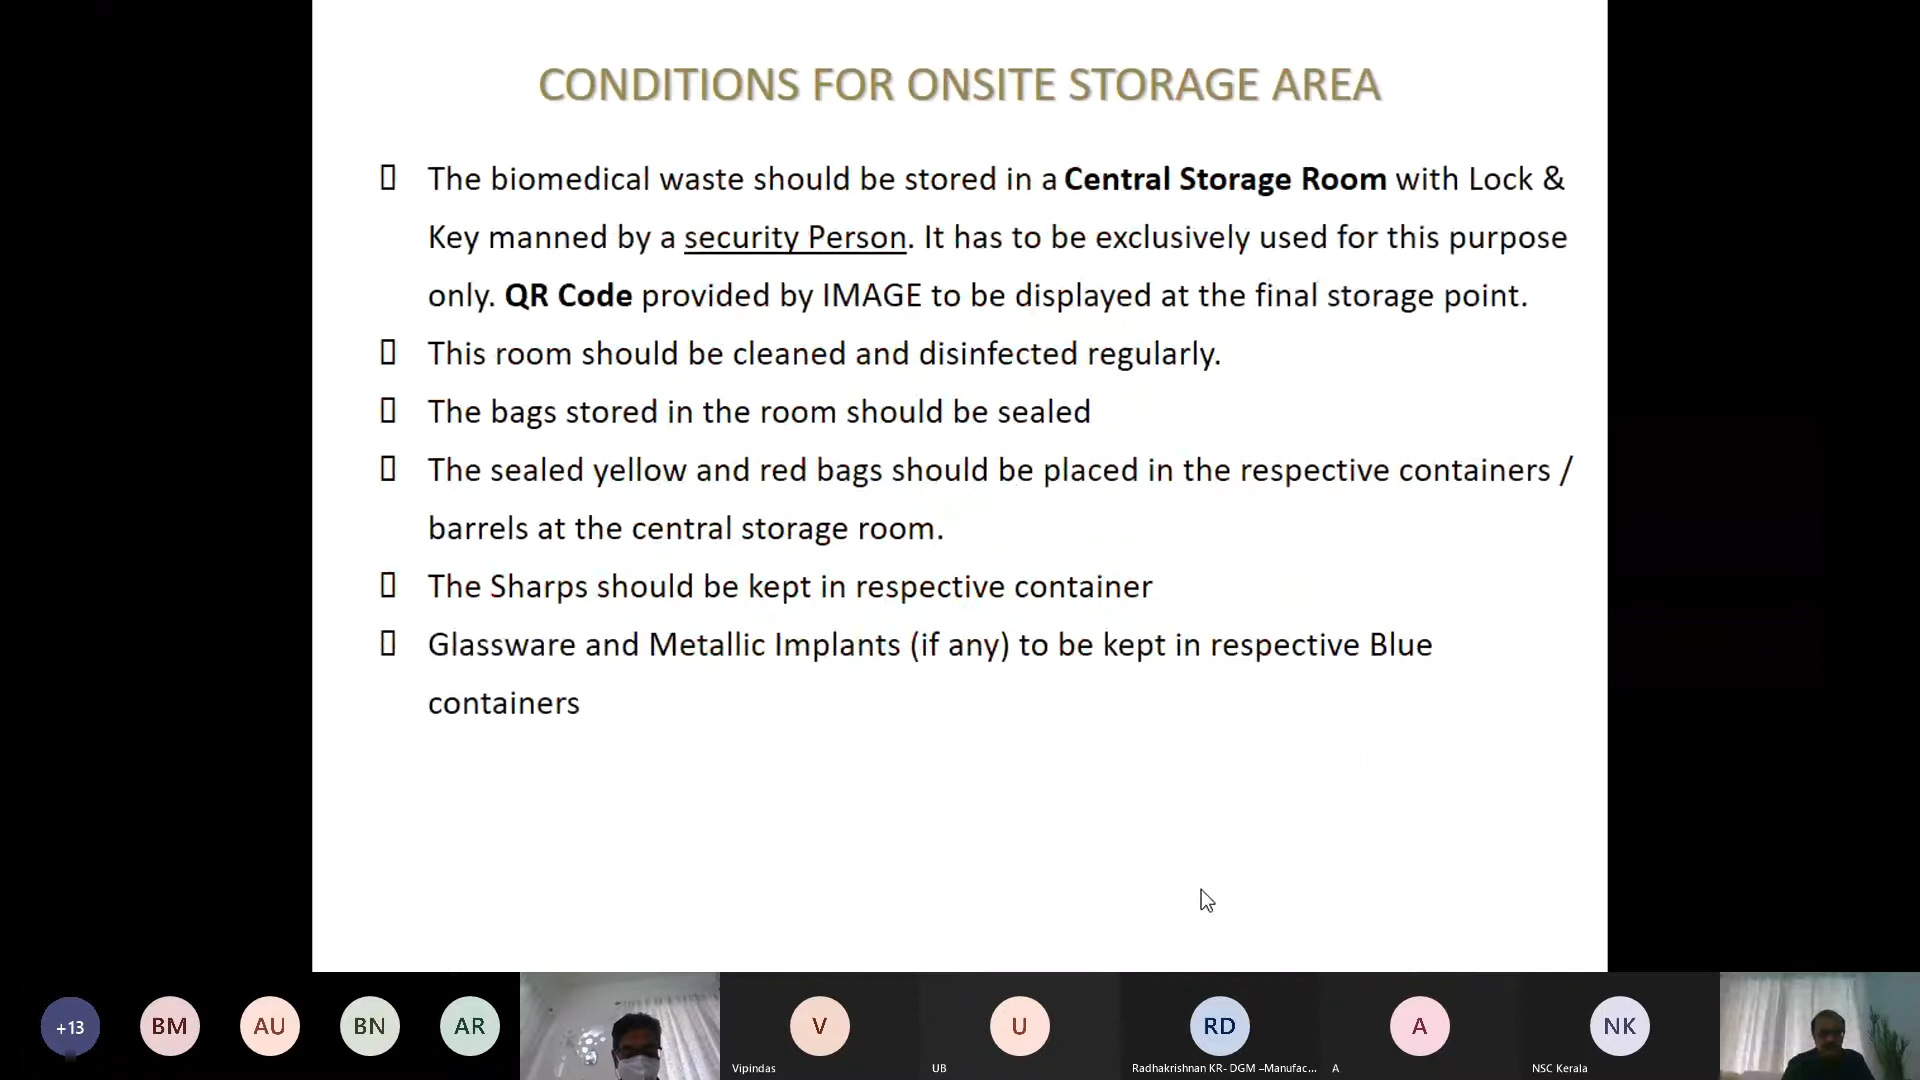 CONDITIONS FOR ONSITE STORAGE AREA
The biomedical waste should be stored in a Central Storage Room with Lock &
Key manned by a security Person. It has to be exclusively used for this purpose
only. QR Code provided by IMAGE to be displayed at the final storage point.
This room should be cleaned and disinfected regularly.
The bags stored in the room should be sealed
The sealed yellow and red bags should be placed in the respective containers /
barrels at the central storage room.
The Sharps should be kept in respective container
Glassware and Metallic Implants (if any) to be kept in respective Blue
containers
+13 BM AU BN AR V U RD A NK
Vipindas UB Radhakrishnan KR- DGM –Manufac... A NSC Kerala